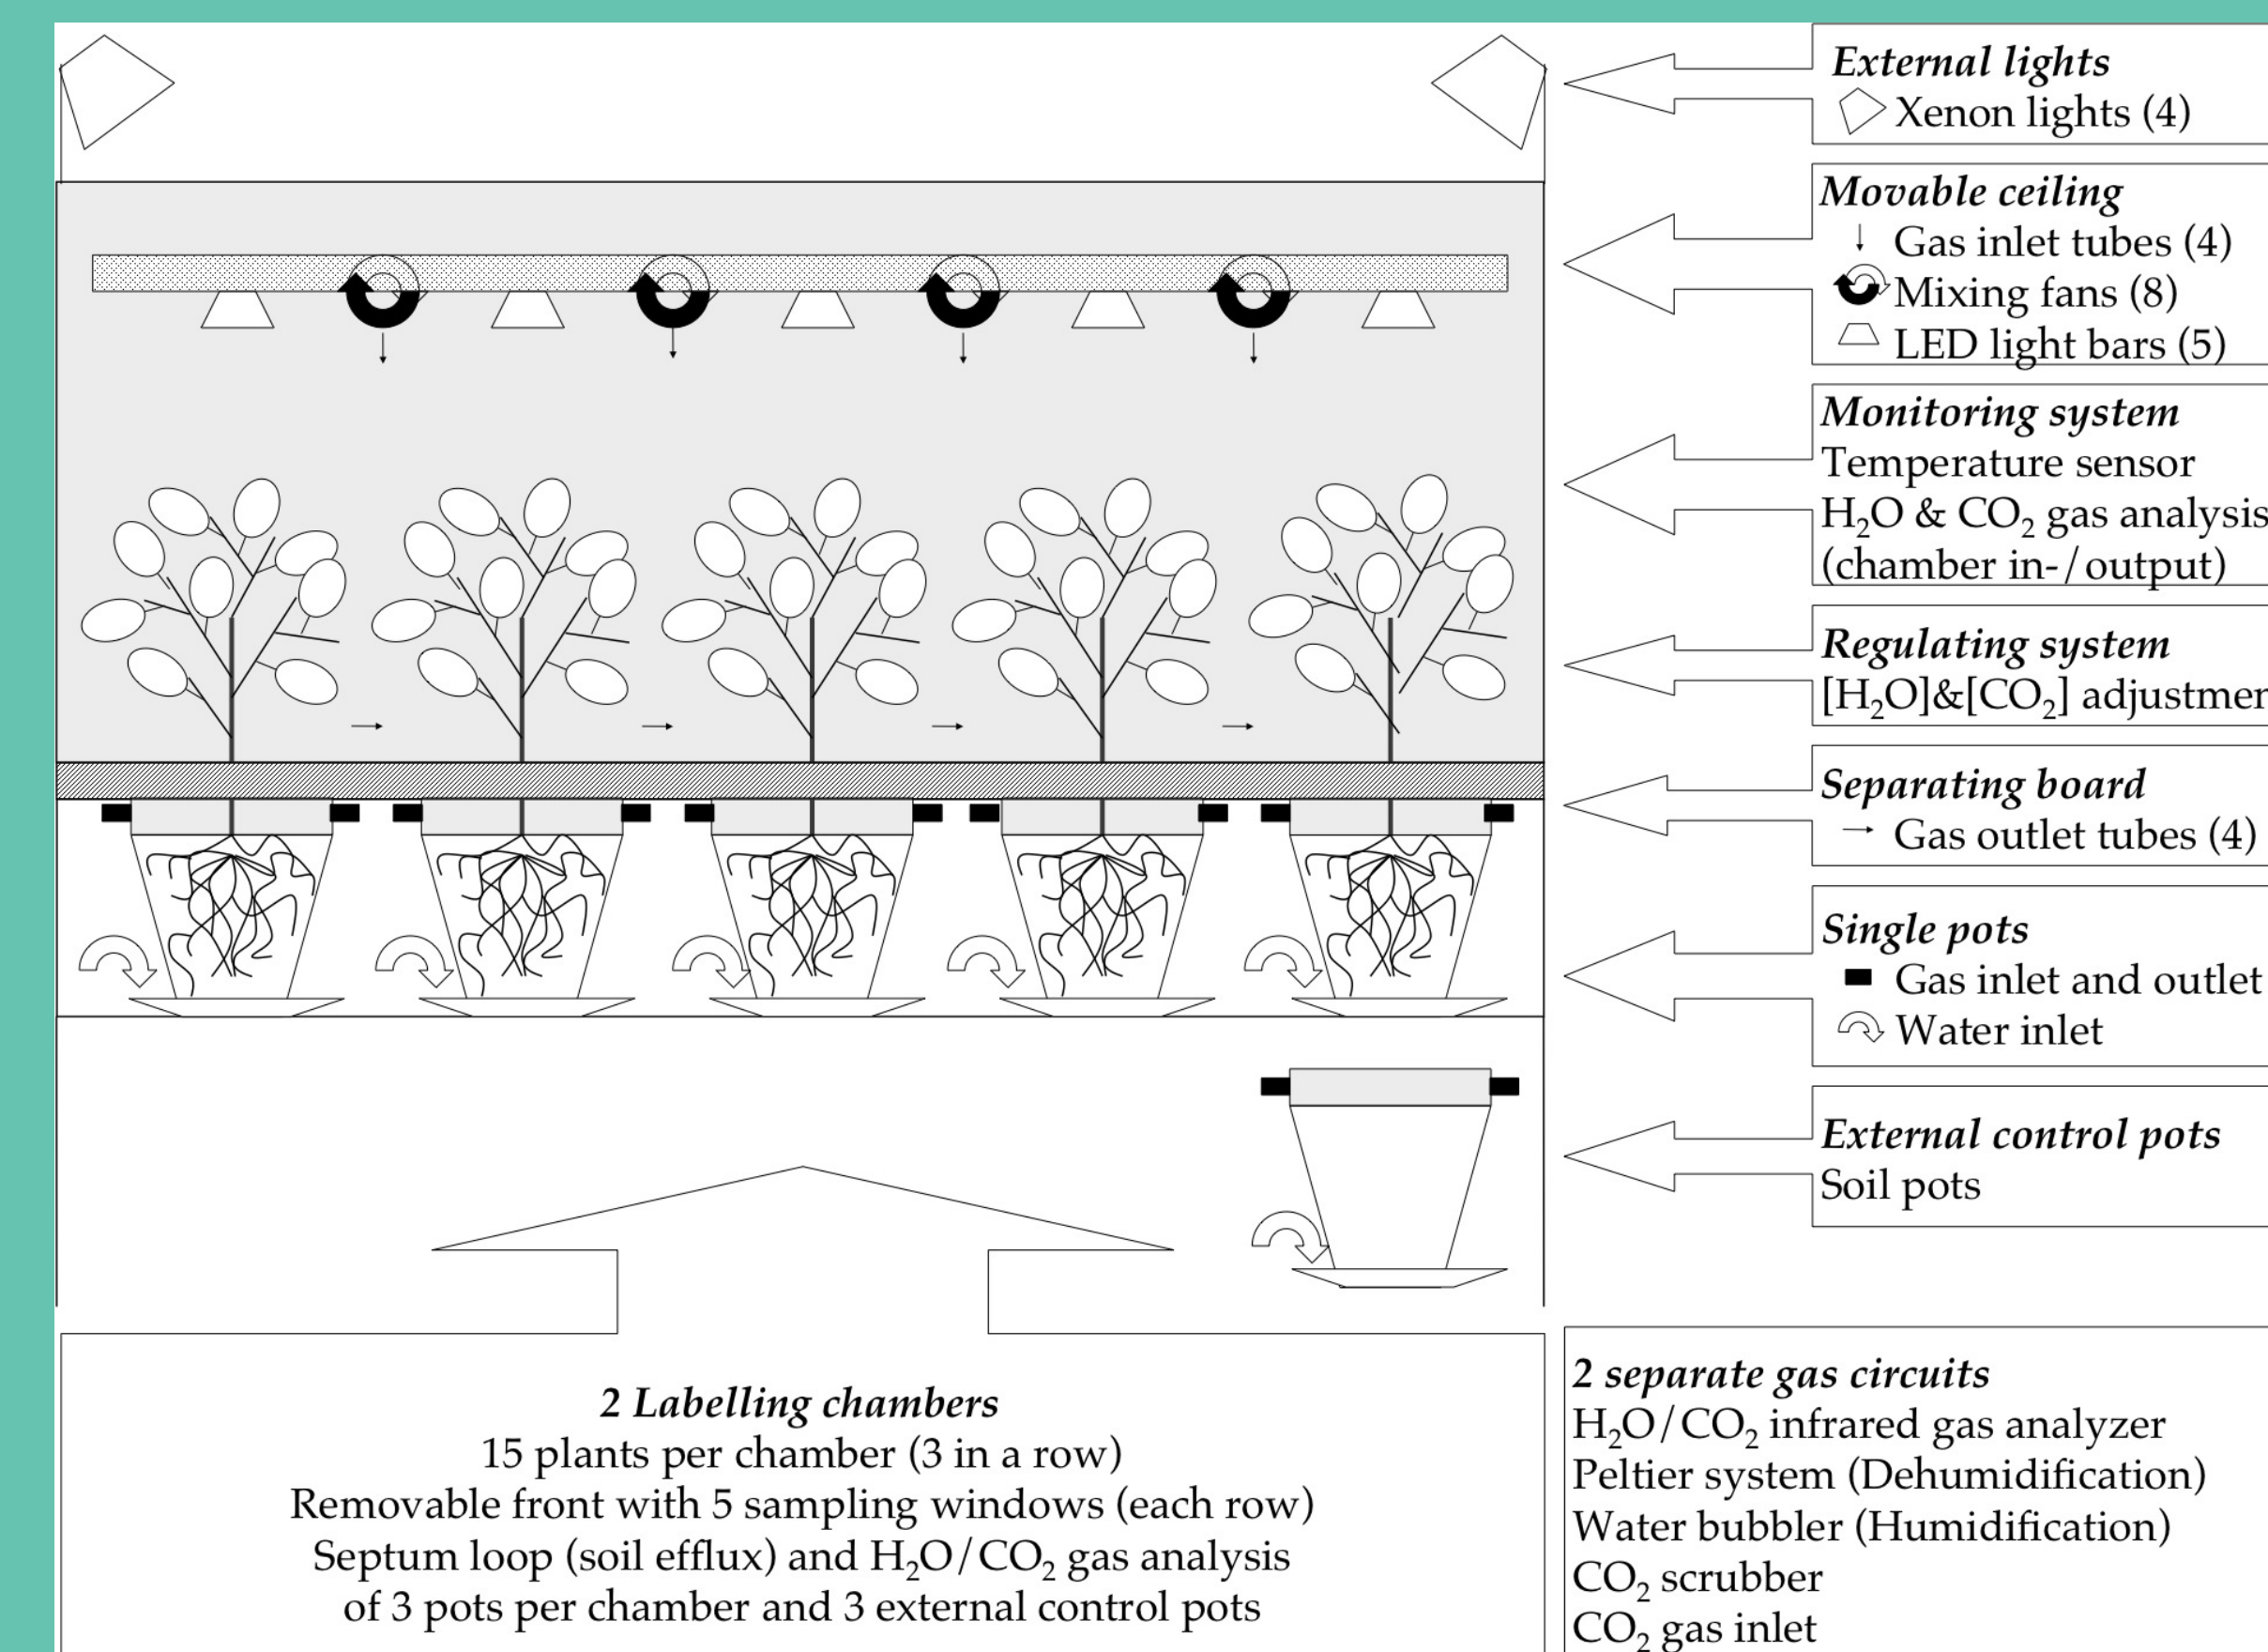 External lights
Xenon lights (4)
Movable ceiling
Gas inlet tubes (4)
Mixing fans (8)
LED light bars (5)
Monitoring system
Temperature sensor
H₂O & CO₂ gas analysis
(chamber in-/output)
Regulating system
[H₂O]&[CO₂]
Separating board
Gas outlet tubes (4)
Single pots
Gas inlet and outlet
Water inlet
External control pots
Soil pots
2 Labelling chambers
15 plants per chamber (3 in a row)
Removable front with 5 sampling windows (each row)
Septum loop (soil efflux) and H₂O/CO₂ gas analysis
of 3 pots per chamber and 3 external control pots
2 separate gas circuits
H₂O/CO₂ infrared gas analyzer
Peltier system (Dehumidification)
Water bubbler (Humidification)
CO₂ scrubber
CO₂ gas inlet